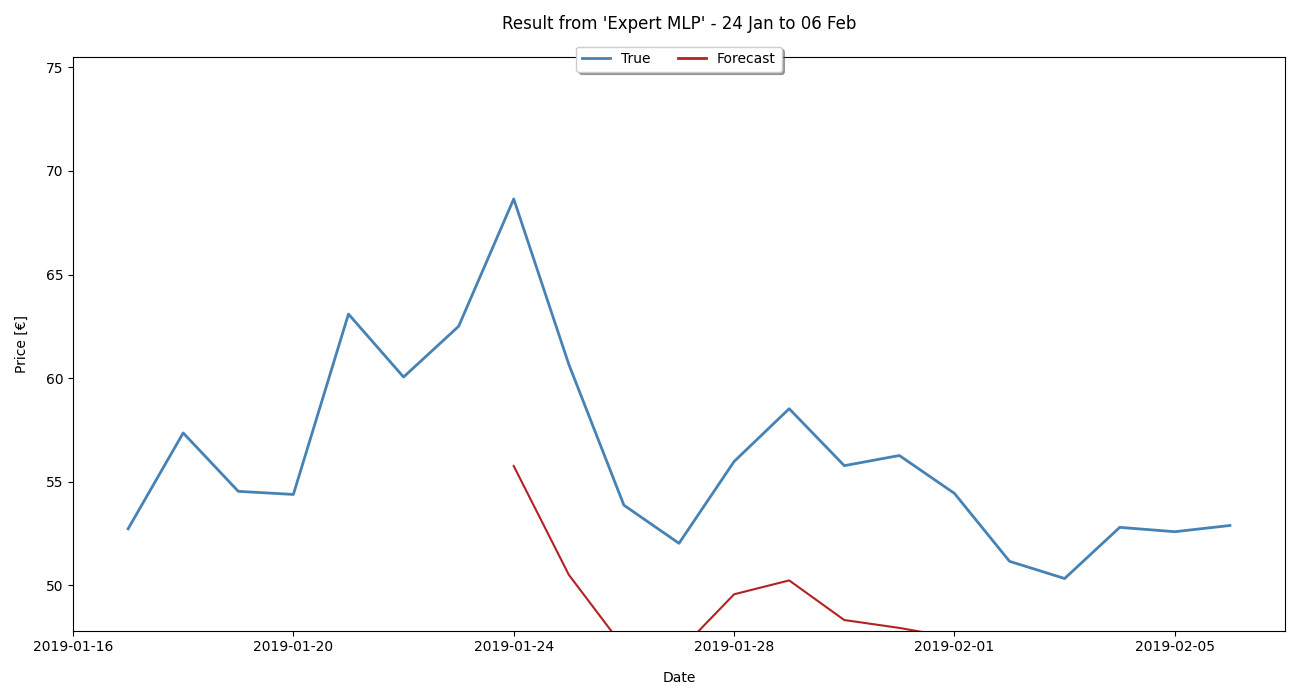 Result from 'Expert MLP' - 24 Jan to 06 Feb
True Forecast
75
70
65
60
55
50
Price [€]
2019-01-16 2019-01-20 2019-01-24 2019-01-28 2019-02-01 2019-02-05
Date